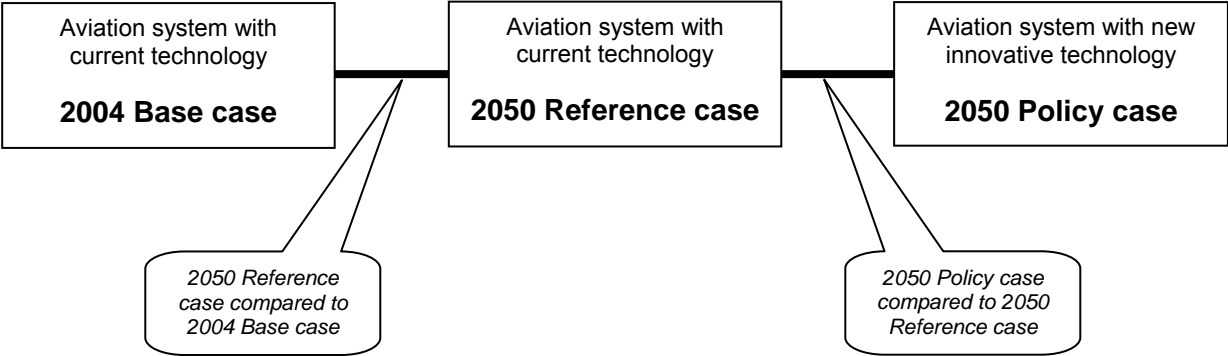 Aviation system with
current technology
2004 Base case
Aviation system with
current technology
2050 Reference case
Aviation system with new
innovative technology
2050 Policy case
2050 Reference
case compared to
2004 Base case
2050 Policy case
compared to 2050
Reference case